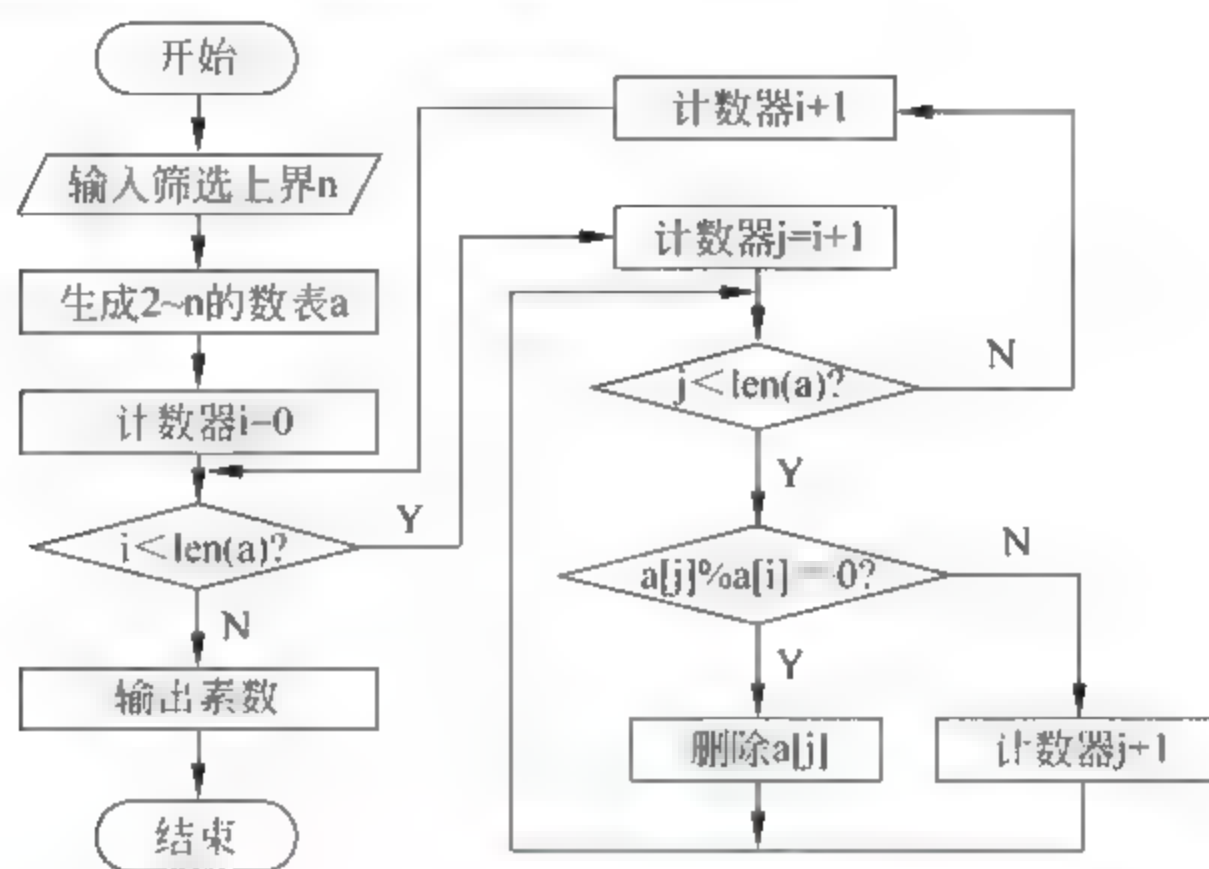 开始
输入筛选上界n
生成2~n的数表a
计数器i=0
i<len(a)?
Y
N
输出素数
结束
计数器i+1
计数器j=i+1
j<len(a)?
N
Y
a[j]%a[i]==0?
N
Y
删除a[j]
计数器j+1